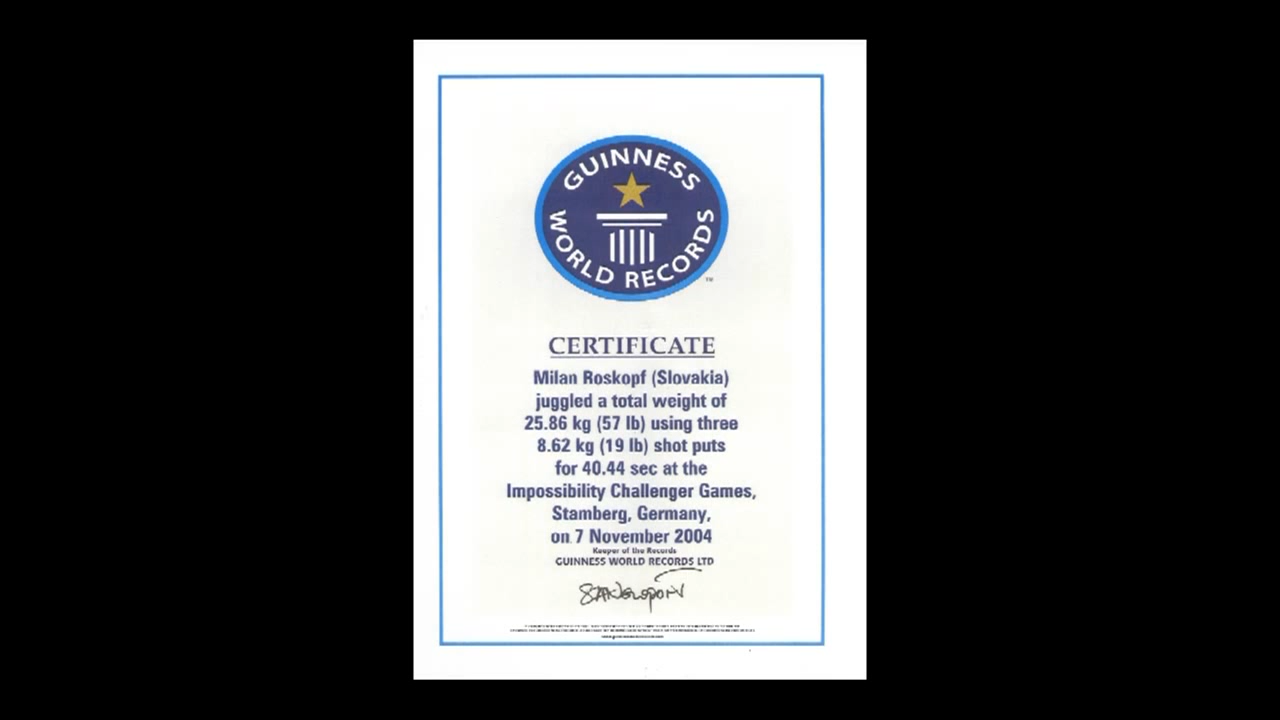 GUINNESS
WORLD RECORDS
TM
CERTIFICATE
Milan Roskopf (Slovakia)
juggled a total weight of
25.86 kg (57 lb) using three
8.62 kg (19 lb) shot puts
for 40.44 sec at the
Impossibility Challenger Games,
Stamberg, Germany,
on 7 November 2004
Keeper of the Records
GUINNESS WORLD RECORDS LTD